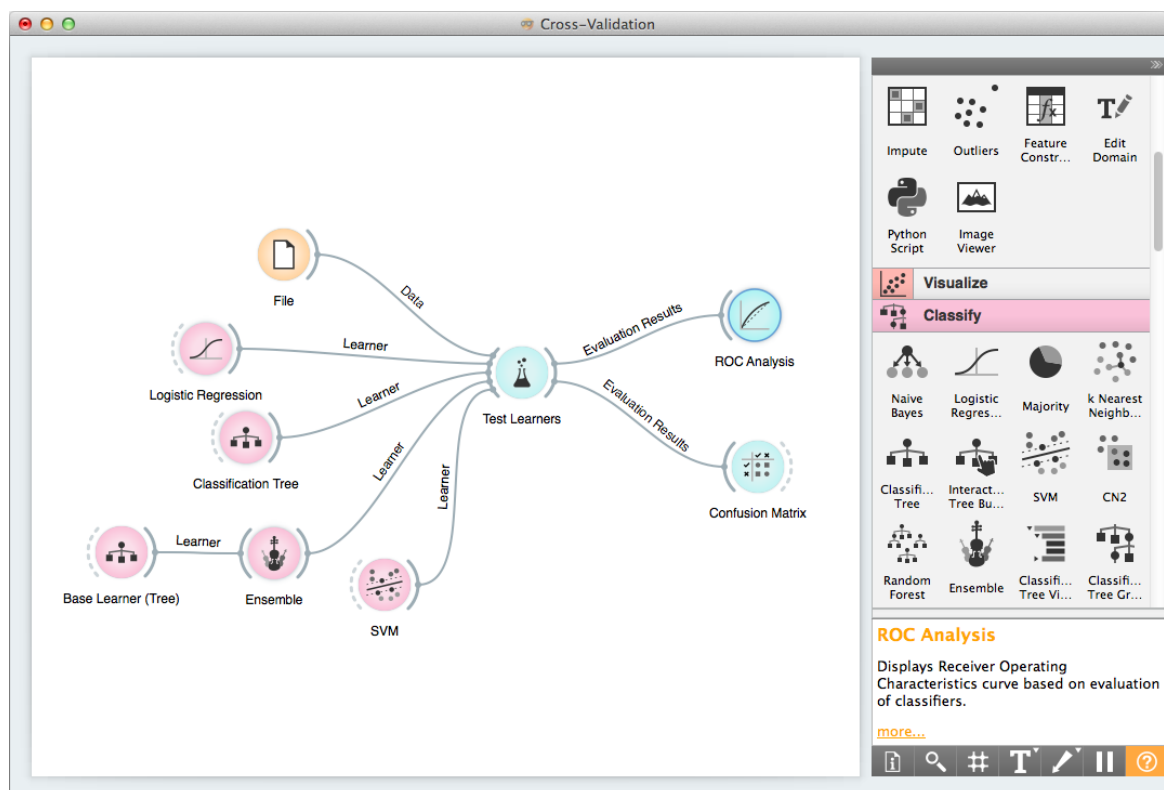 Cross-Validation
File
Data
Logistic Regression
Learner
Classification Tree
Learner
Base Learner (Tree)
Learner
Ensemble
Learner
SVM
Learner
Test Learners
Evaluation Results
ROC Analysis
Evaluation Results
Confusion Matrix
Impute
Outliers
Feature
Constr...
Edit
Domain
Python
Script
Image
Viewer
Visualize
Classify
Naive
Bayes
Logistic
Regres...
Majority
k Nearest
Neighb...
Classifi...
Tree
Interact...
Tree Bu...
SVM
CN2
Random
Forest
Ensemble
Classifi...
Tree Vi...
Classifi...
Tree Gr...
ROC Analysis
Displays Receiver Operating
Characteristics curve based on evaluation
of classifiers.
more...